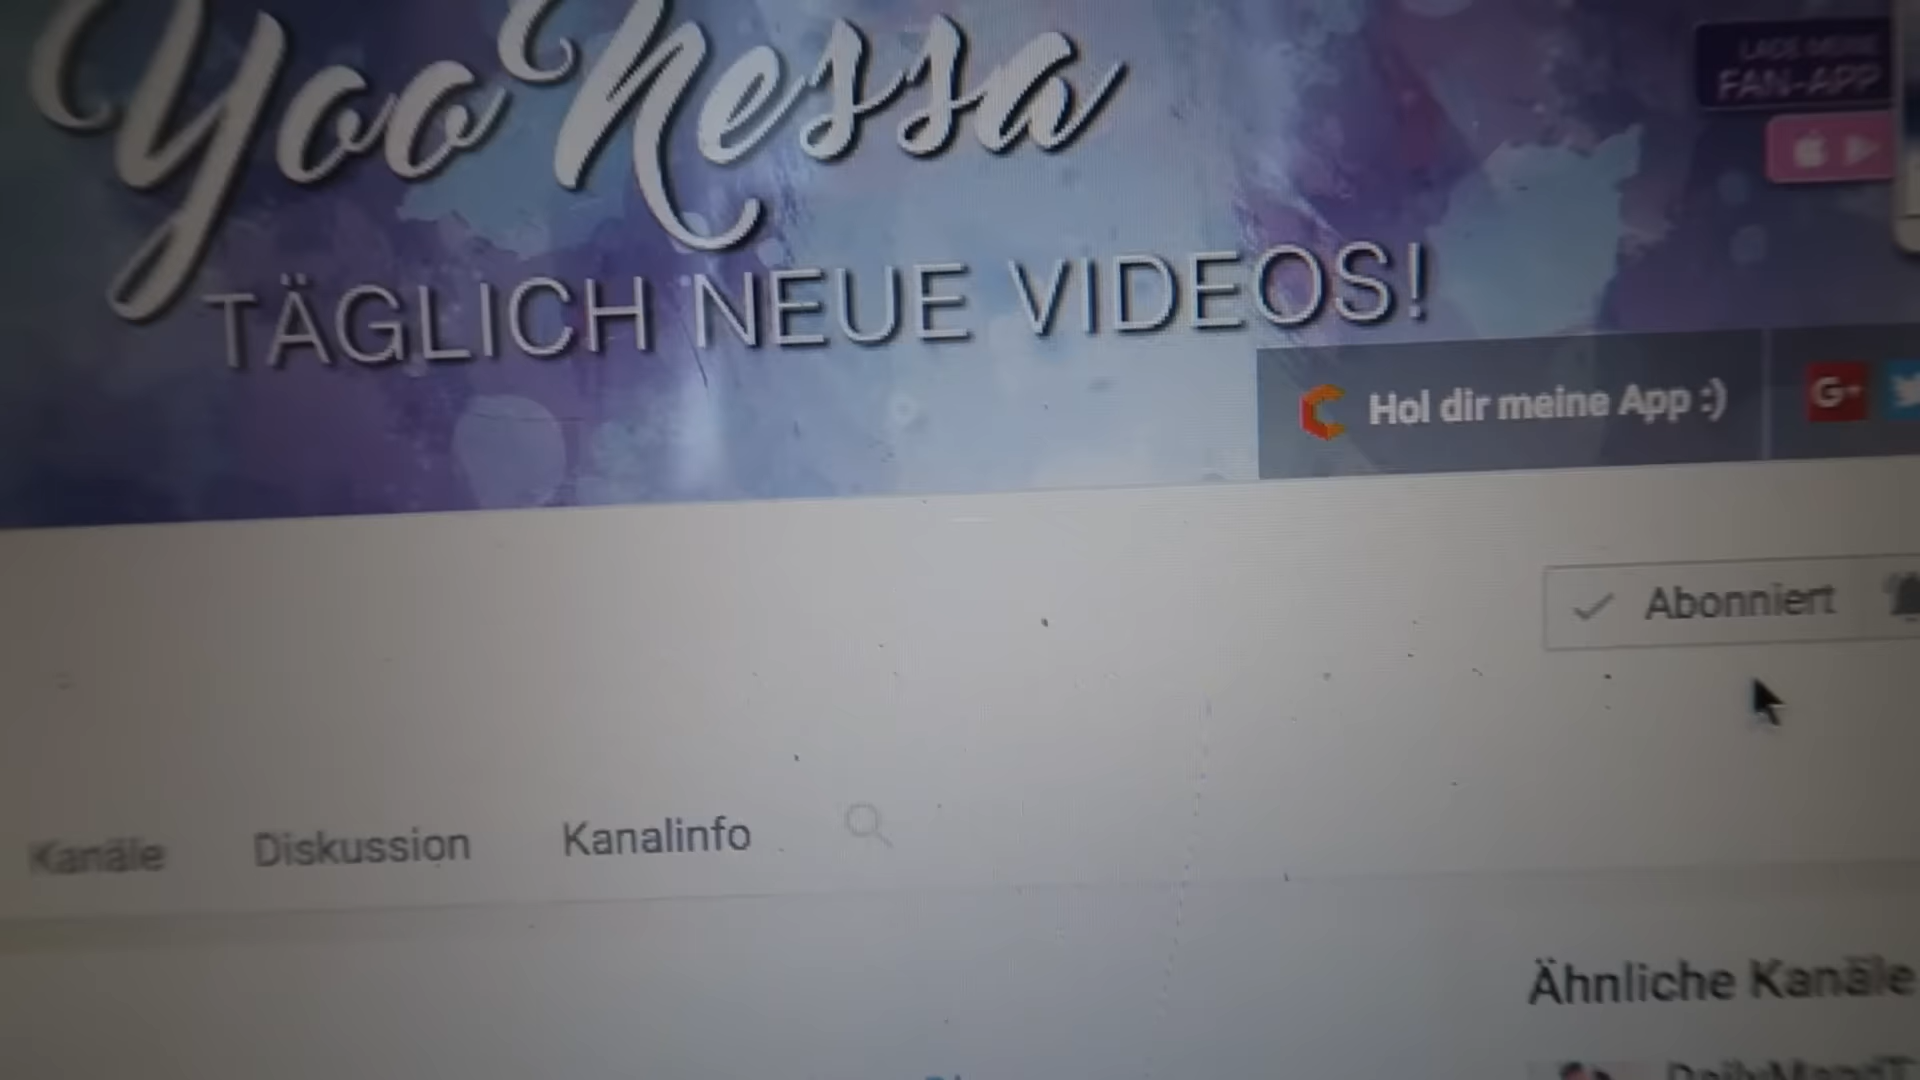 YooNessa
LADE MEINE
FAN-APP
TÄGLICH NEUE VIDEOS!
Hol dir meine App :)
G+
Abonniert
Kanäle
Diskussion
Kanalinfo
Ähnliche Kanäle